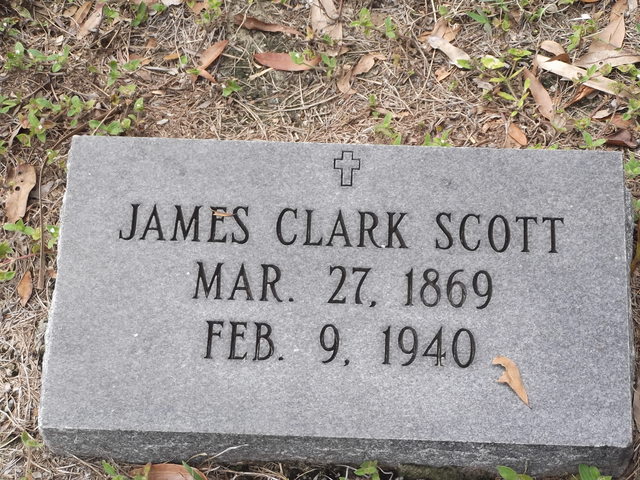 JAMES CLARK SCOTT
MAR. 27, 1869
FEB. 9, 1940